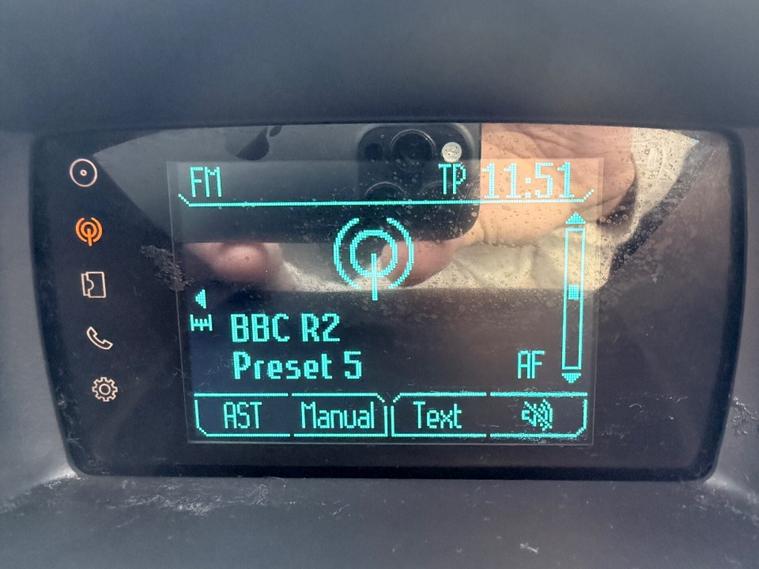 FM TP 11:51
BBC R2
Preset 5 AF
AST Manual Text